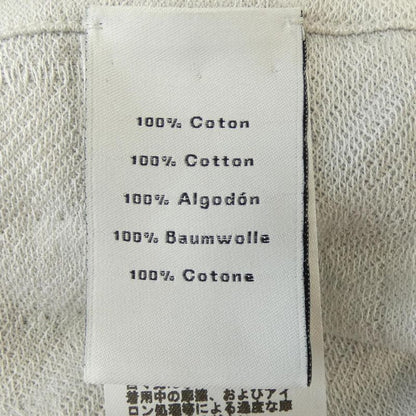 100% Coton
100% Cotton
100% Algodón
100% Baumwolle
100% Cotone
着用中の摩擦、およびアイ
ロン処理等による過度な摩